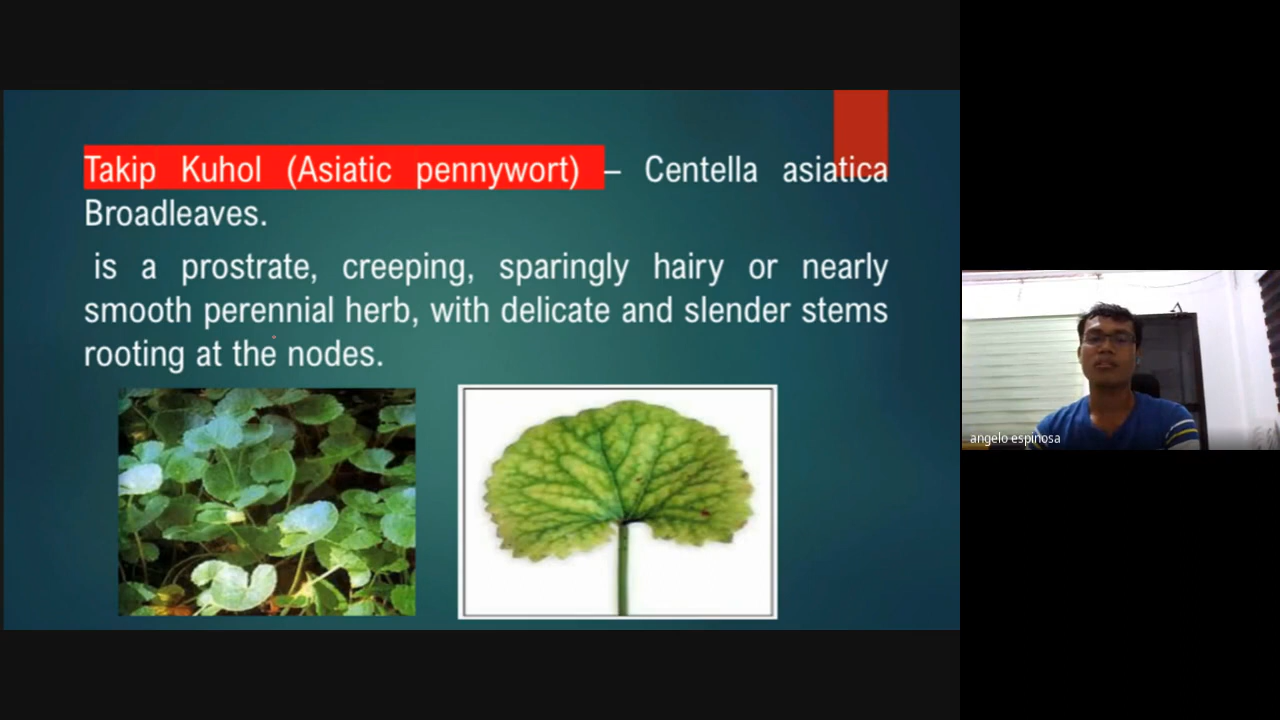 Takip Kuhol (Asiatic pennywort) – Centella asiatica
Broadleaves.
is a prostrate, creeping, sparingly hairy or nearly
smooth perennial herb, with delicate and slender stems
rooting at the nodes.
angelo espinosa